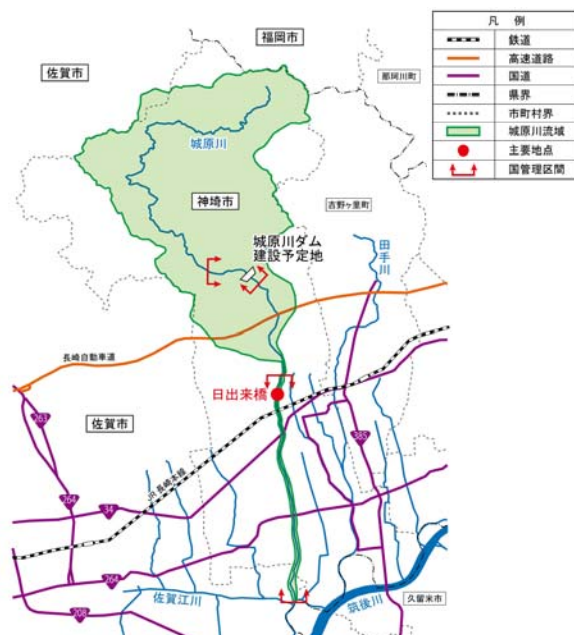 凡 例
鉄道
高速道路
国道
県界
市町村界
城原川流域
主要地点
国管理区間
福岡市
佐賀市
那珂川町
城原川
神埼市
吉野ヶ里町
城原川ダム
建設予定地
田手川
長崎自動車道
日出来橋
佐賀市
263
385
JR長崎本線
264
34
264
208
佐賀江川
筑後川
久留米市